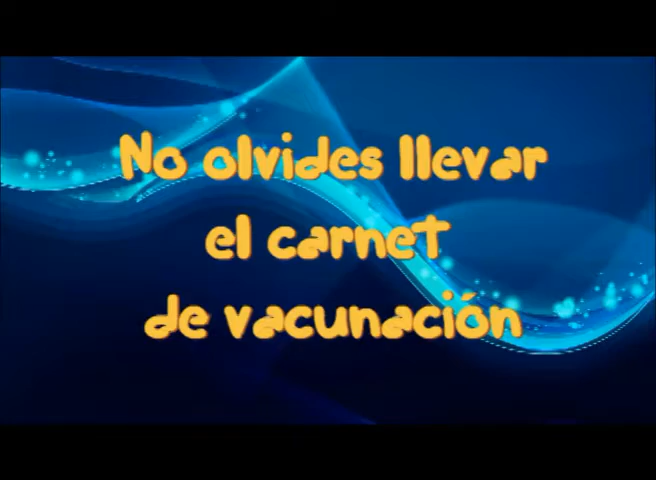 No olvides llevar
el carnet
de vacunación